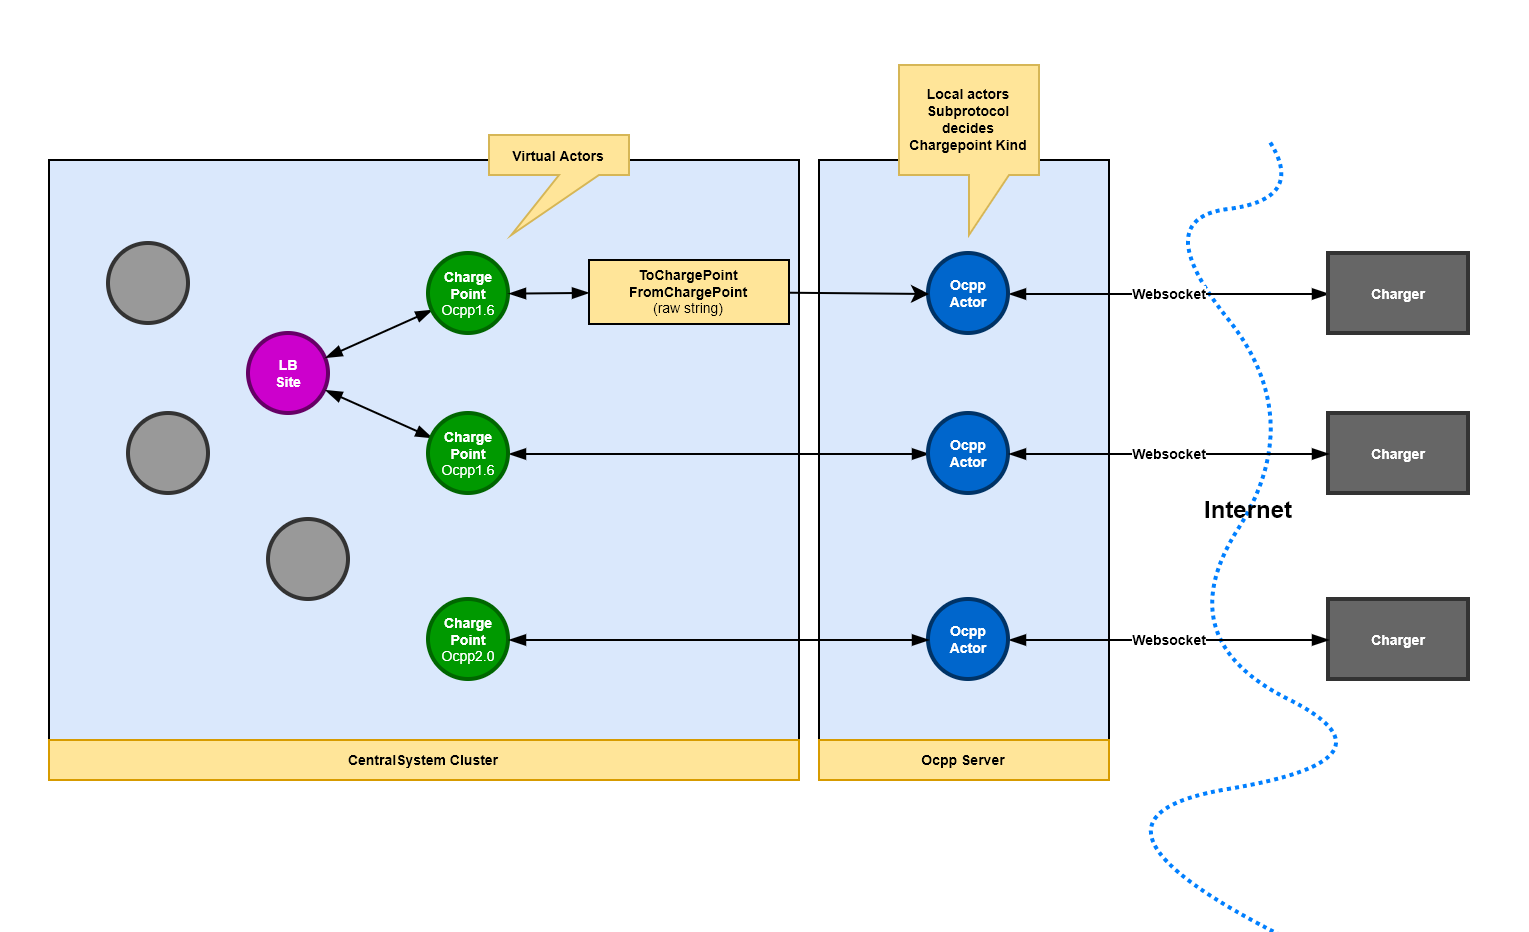 Local actors
Subprotocol
decides
Chargepoint Kind
Virtual Actors
Charge
Point
Ocpp1.6
ToChargePoint
FromChargePoint
(raw string)
Ocpp
Actor
Websocket
Charger
LB
Site
Charge
Point
Ocpp1.6
Ocpp
Actor
Websocket
Charger
Internet
Charge
Point
Ocpp2.0
Ocpp
Actor
Websocket
Charger
CentralSystem Cluster
Ocpp Server